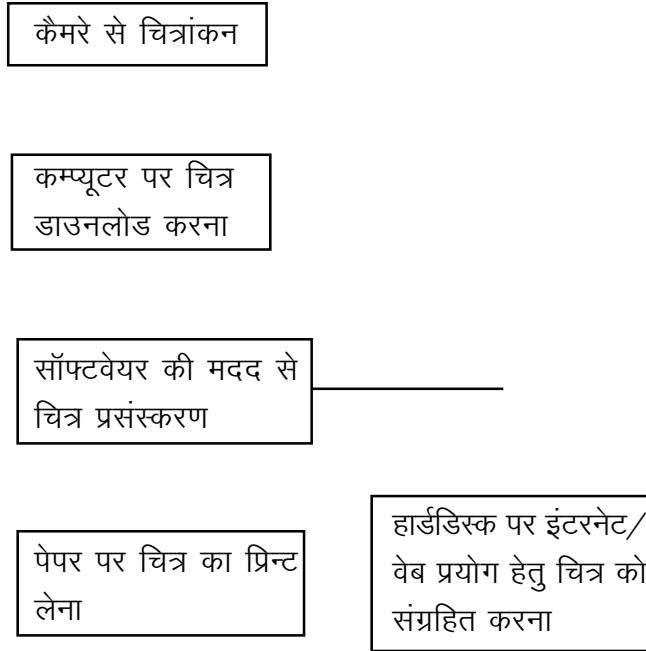 कैमरे से चित्रांकन
कम्प्यूटर पर चित्र
डाउनलोड करना
सॉफ्टवेयर की मदद से
चित्र प्रसंस्करण
पेपर पर चित्र का प्रिन्ट
लेना
हार्डडिस्क पर इंटरनेट/
वेब प्रयोग हेतु चित्र को
संग्रहित करना